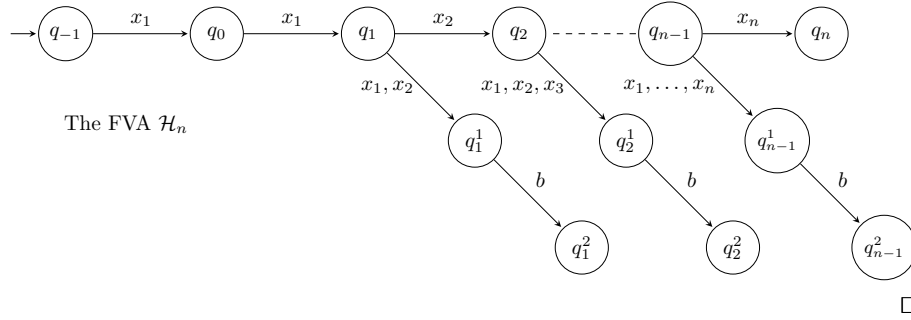 x_1 x_1 x_2 x_n
q_{-1} q_0 q_1 q_2 q_{n-1} q_n
x_1, x_2 x_1, x_2, x_3 x_1, …, x_n
The FVA \mathcal{H}_n
q_1^1 q_2^1 q_{n-1}^1
b b b
q_1^2 q_2^2 q_{n-1}^2